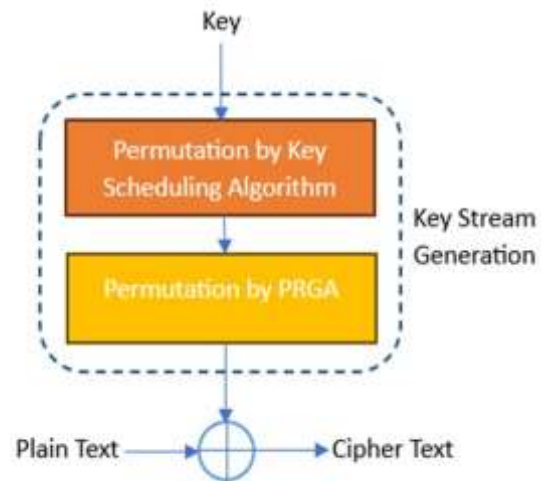 Key
Permutation by Key
Scheduling Algorithm
Key Stream
Generation
Permutation by PRGA
Plain Text
Cipher Text